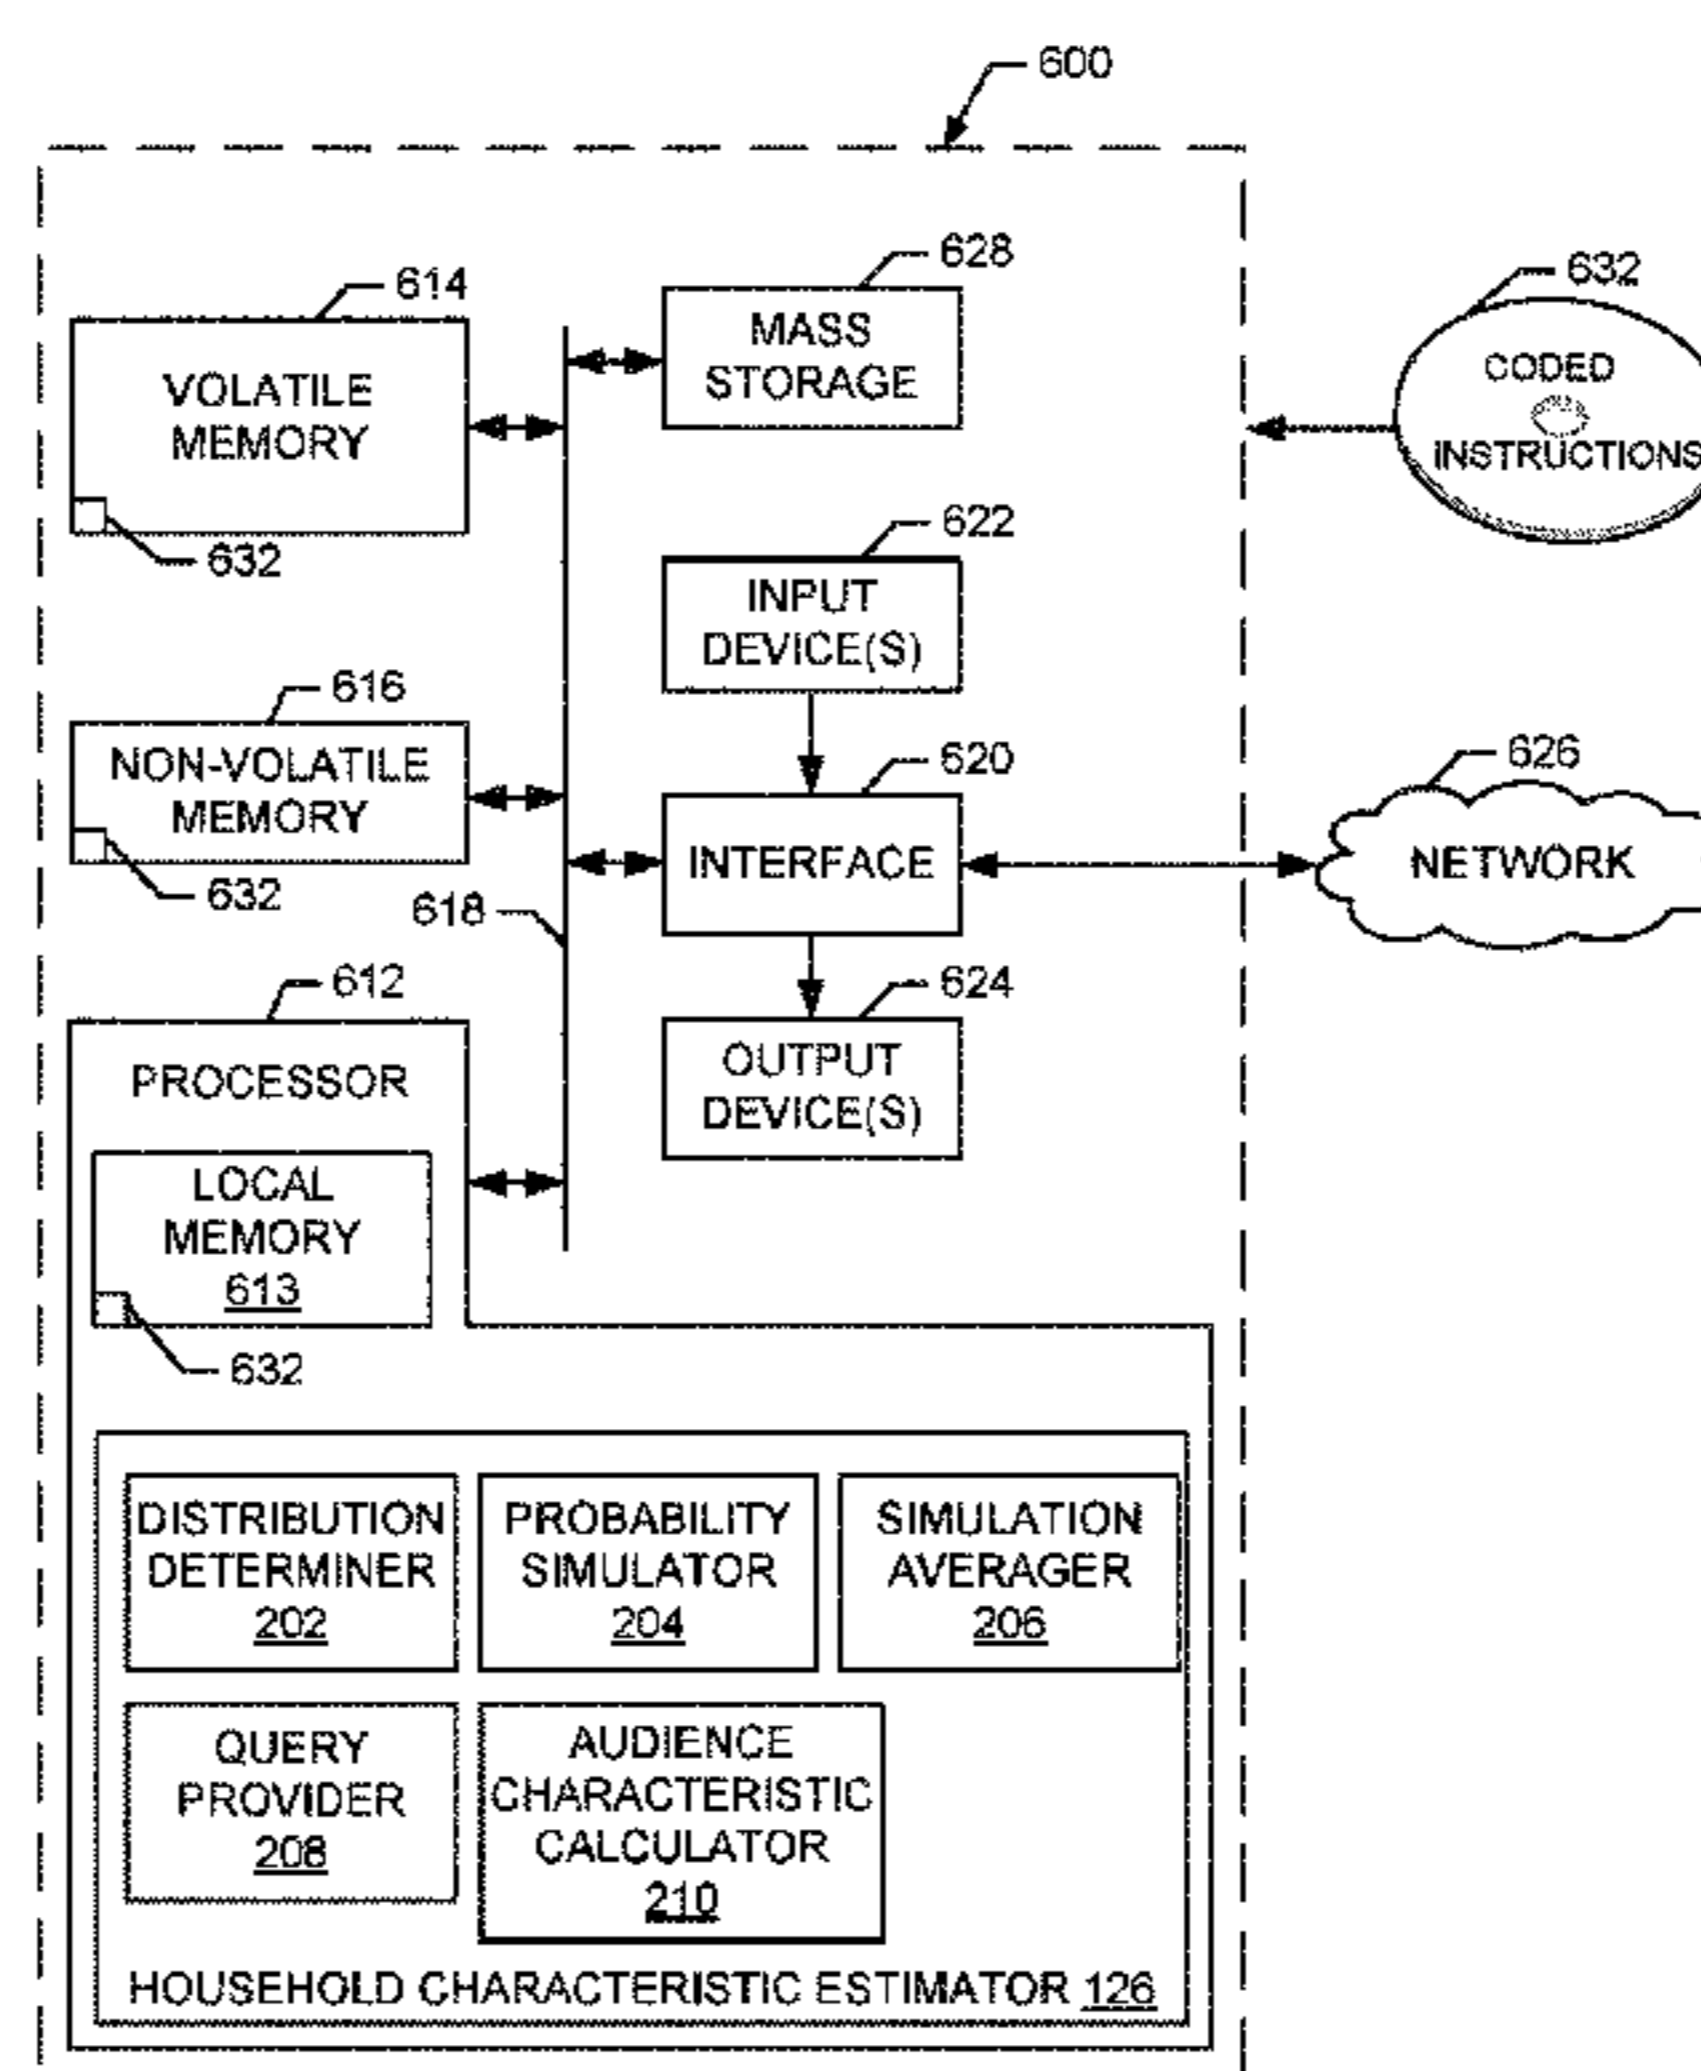 600
628
614
632
MASS
STORAGE
VOLATILE
MEMORY
CODED
INSTRUCTIONS
632
622
INPUT
DEVICE(S)
616
620
626
NON-VOLATILE
MEMORY
INTERFACE
NETWORK
632
618
612
624
PROCESSOR
OUTPUT
DEVICE(S)
LOCAL
MEMORY
613
632
DISTRIBUTION
DETERMINER
202
PROBABILITY
SIMULATOR
204
SIMULATION
AVERAGER
206
QUERY
PROVIDER
208
AUDIENCE
CHARACTERISTIC
CALCULATOR
210
HOUSEHOLD CHARACTERISTIC ESTIMATOR 126